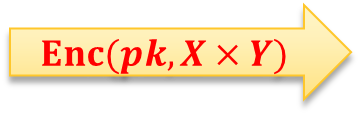 Enc(pk, X × Y)